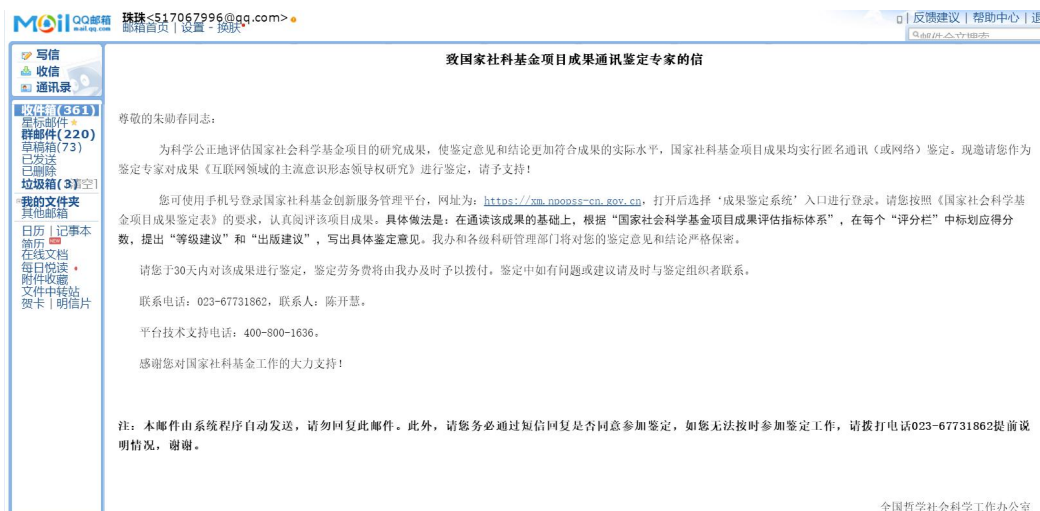 MAil QQ邮箱
mail.qq.com
珠珠<517067996@qq.com>
邮箱首页 | 设置 - 换肤
反馈建议 | 帮助中心 |
邮件全文搜索
写信
收信
通讯录
收件箱(361)
星标邮件
群邮件(220)
草稿箱(73)
已发送
已删除
垃圾箱(3)
我的文件夹
其他邮箱
日历 | 记事本
简历
在线文档
每日悦读
附件收藏
文件中转站
贺卡 | 明信片
致国家社科基金项目成果通讯鉴定专家的信
尊敬的朱勋春同志:
为科学公正地评估国家社会科学基金项目的研究成果，使鉴定意见和结论更加符合成果的实际水平，国家社科基金项目成果均实行匿名通讯（或网络）鉴定。现邀请您作为
鉴定专家对成果《互联网领域的主流意识形态领导权研究》进行鉴定，请予支持!
您可使用手机号登录国家社科基金创新服务管理平台，网址为: https://xm.npopss-cn.gov.cn，打开后选择‘成果鉴定系统’入口进行登录。请您按照《国家社会科学基
金项目成果鉴定表》的要求，认真阅评该项目成果。具体做法是: 在通读该成果的基础上，根据“国家社会科学基金项目成果评估指标体系”，在每个“评分栏”中标划应得分
数，提出“等级建议”和“出版建议”，写出具体鉴定意见。我办和各级科研管理部门将对您的鉴定意见和结论严格保密。
请您于30天内对该成果进行鉴定，鉴定劳务费将由我办及时予以拨付。鉴定中如有问题或建议请及时与鉴定组织者联系。
联系电话: 023-67731862，联系人: 陈开慧。
平台技术支持电话: 400-800-1636。
感谢您对国家社科基金工作的大力支持!
注: 本邮件由系统程序自动发送，请勿回复此邮件。此外，请您务必通过短信回复是否同意参加鉴定，如您无法按时参加鉴定工作，请拨打电话023-67731862提前说
明情况，谢谢。
全国哲学社会科学工作办公室